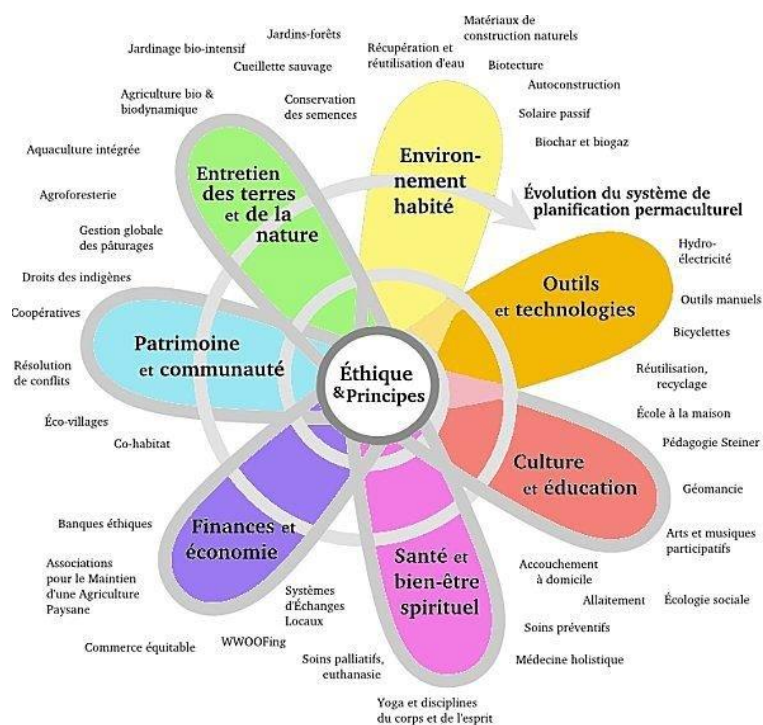 Matériaux de
construction naturels
Jardins-forêts
Jardinage bio-intensif
Récupération et
réutilisation d'eau
Cueillette sauvage
Biotecture
Autoconstruction
Agriculture bio &
biodynamique
Conservation
des semences
Solaire passif
Biochar et biogaz
Aquaculture intégrée
Environ-
nement
habité
Entretien
des terres
et de la
nature
Évolution du système de
planification permaculturel
Agroforesterie
Gestion globale
des pâturages
Hydro-
électricité
Droits des indigènes
Outils
et technologies
Outils manuels
Coopératives
Bicyclettes
Patrimoine
et communauté
Éthique
&Principes
Résolution
de conflits
Réutilisation,
recyclage
Éco-villages
École à la maison
Co-habitat
Pédagogie Steiner
Culture
et éducation
Géomancie
Banques éthiques
Finances et
économie
Arts et musiques
participatifs
Santé et
bien-être
spirituel
Accouchement
à domicile
Associations
pour le Maintien
d'une Agriculture
Paysane
Systèmes
d'Échanges
Locaux
Allaitement
Écologie sociale
Soins préventifs
Commerce équitable
WWOOFing
Soins palliatifs,
euthanasie
Médecine holistique
Yoga et disciplines
du corps et de l'esprit